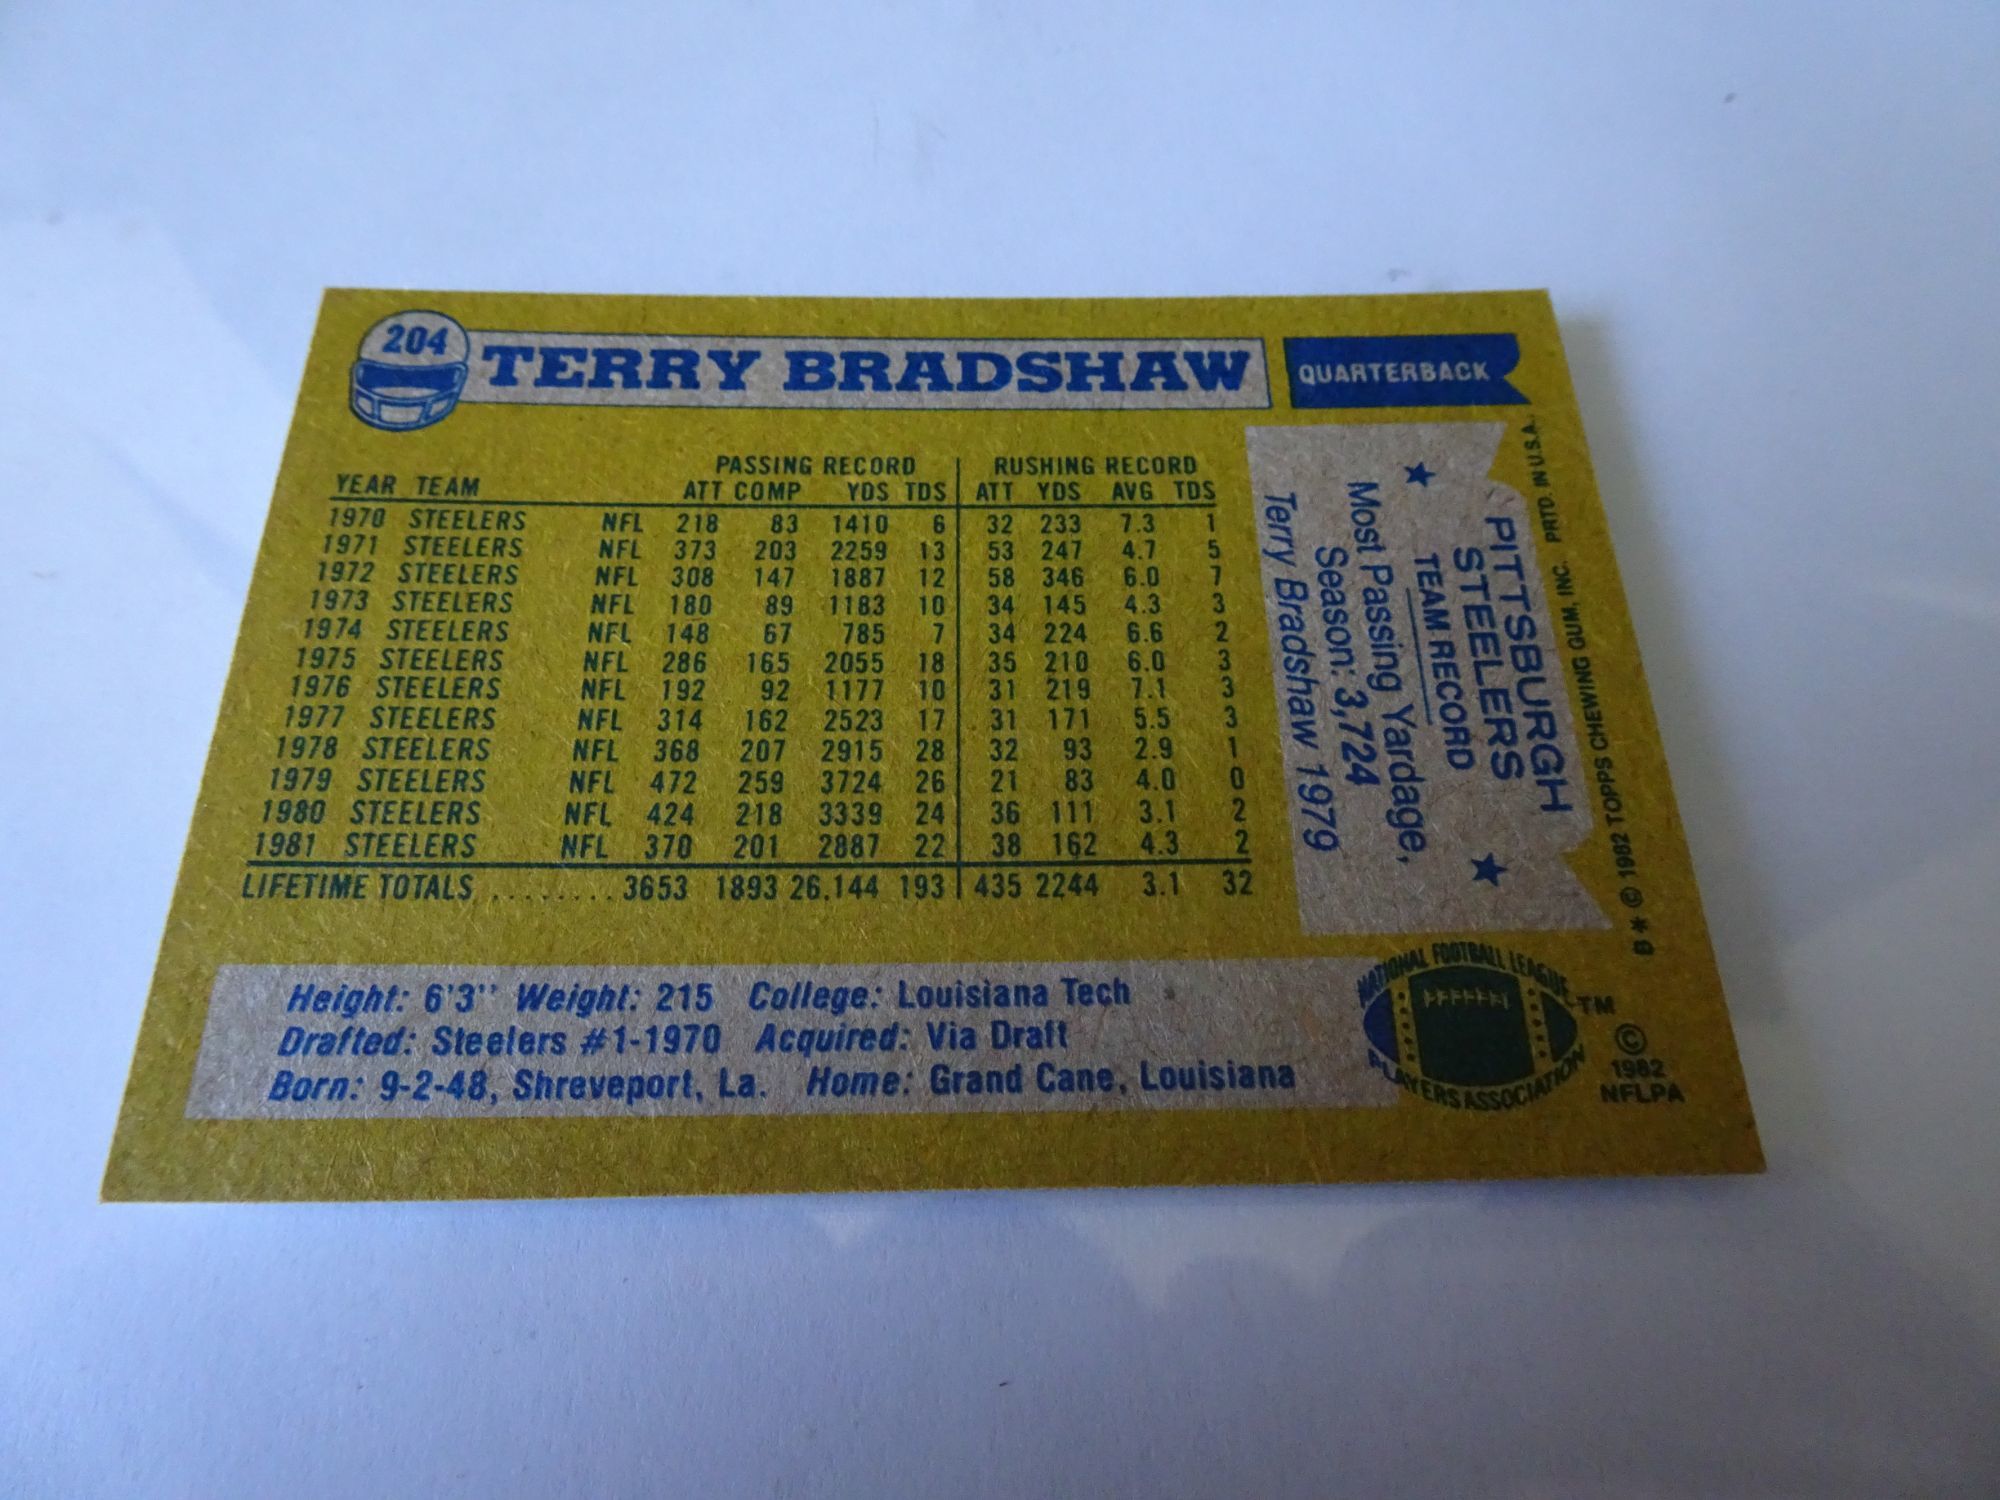 204
TERRY BRADSHAW
QUARTERBACK
PASSING RECORD RUSHING RECORD
YEAR TEAM ATT COMP YDS TDS ATT YDS AVG TDS
1970 STEELERS NFL 218 83 1410 6 32 233 7.3 1
1971 STEELERS NFL 373 203 2259 13 53 247 4.7 5
1972 STEELERS NFL 308 147 1887 12 58 346 6.0 7
1973 STEELERS NFL 180 89 1183 10 34 145 4.3 3
1974 STEELERS NFL 148 67 785 7 34 224 6.6 2
1975 STEELERS NFL 286 165 2055 18 35 210 6.0 3
1976 STEELERS NFL 192 92 1177 10 31 219 7.1 3
1977 STEELERS NFL 314 162 2523 17 31 171 5.5 3
1978 STEELERS NFL 368 207 2915 28 32 93 2.9 1
1979 STEELERS NFL 472 259 3724 26 21 83 4.0 0
1980 STEELERS NFL 424 218 3339 24 36 111 3.1 2
1981 STEELERS NFL 370 201 2887 22 38 162 4.3 2
LIFETIME TOTALS ........ 3653 1893 26.144 193 435 2244 3.1 32
PITTSBURGH
STEELERS
TEAM RECORD
Most Passing Yardage,
Season: 3,724
Terry Bradshaw 1979
B * © 1982 TOPPS CHEWING GUM, INC. PRTD. IN U.S.A.
Height: 6'3" Weight: 215 College: Louisiana Tech
Drafted: Steelers #1-1970 Acquired: Via Draft
Born: 9-2-48, Shreveport, La. Home: Grand Cane, Louisiana
NATIONAL FOOTBALL LEAGUE
PLAYERS ASSOCIATION
TM
©
1982
NFLPA